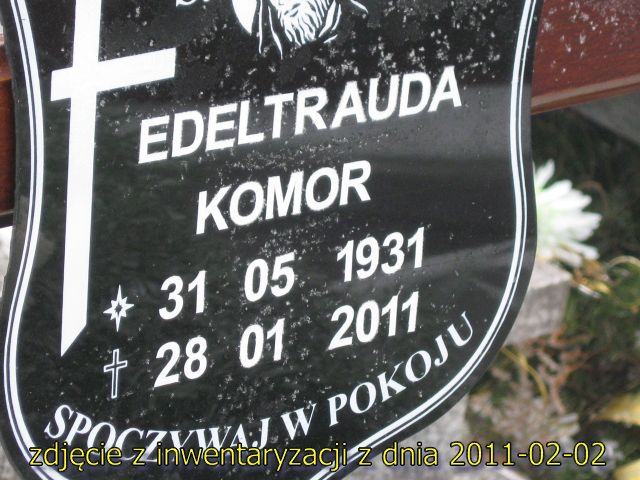 EDELTRAUDA
KOMOR
31 05 1931
28 01 2011
SPOCZYWAJ W POKOJU
zdjęcie z inwentaryzacji z dnia 2011-02-02